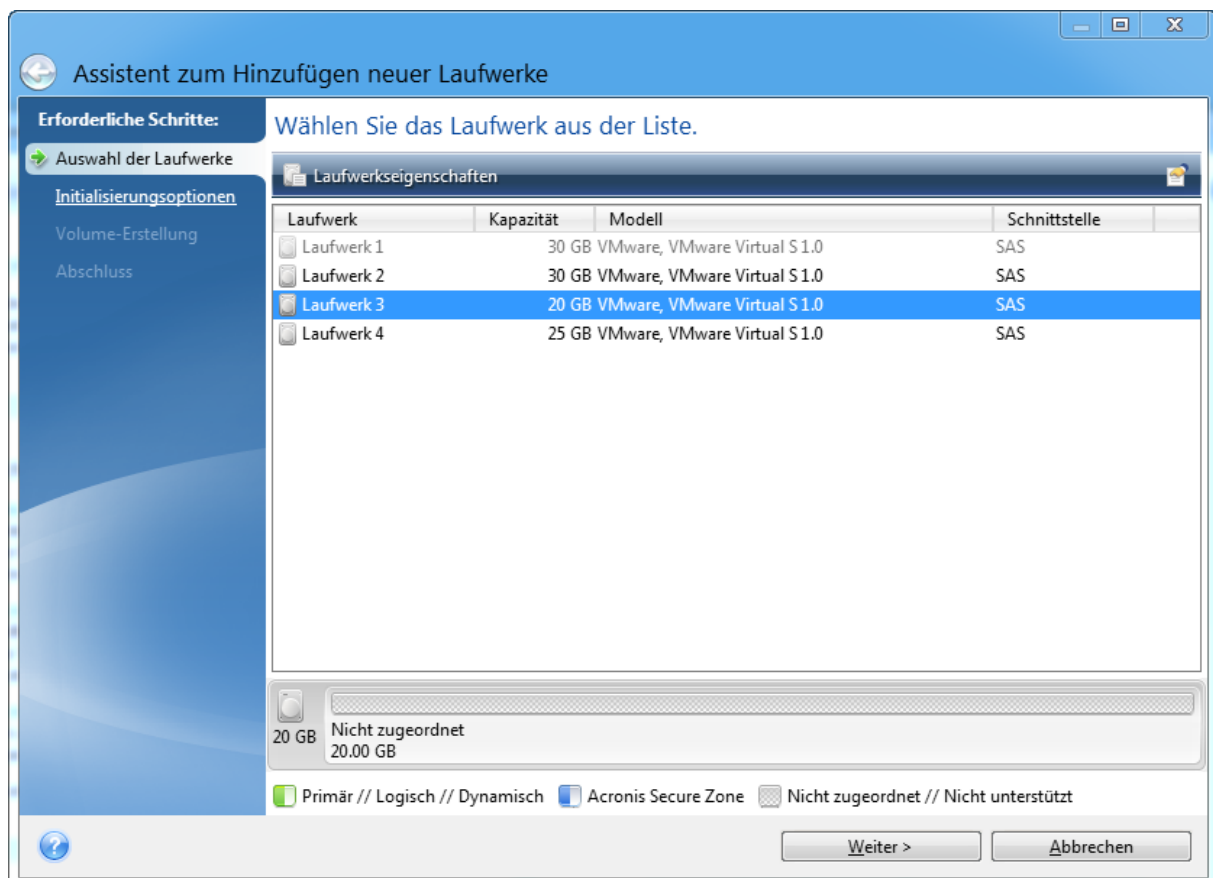 Assistent zum Hinzufügen neuer Laufwerke
Erforderliche Schritte:
Auswahl der Laufwerke
Initialisierungsoptionen
Volume-Erstellung
Abschluss
Wählen Sie das Laufwerk aus der Liste.
Laufwerkseigenschaften
Laufwerk Kapazität Modell Schnittstelle
Laufwerk 1 30 GB VMware, VMware Virtual S 1.0 SAS
Laufwerk 2 30 GB VMware, VMware Virtual S 1.0 SAS
Laufwerk 3 20 GB VMware, VMware Virtual S 1.0 SAS
Laufwerk 4 25 GB VMware, VMware Virtual S 1.0 SAS
20 GB
Nicht zugeordnet
20.00 GB
Primär // Logisch // Dynamisch Acronis Secure Zone Nicht zugeordnet // Nicht unterstützt
Weiter > Abbrechen